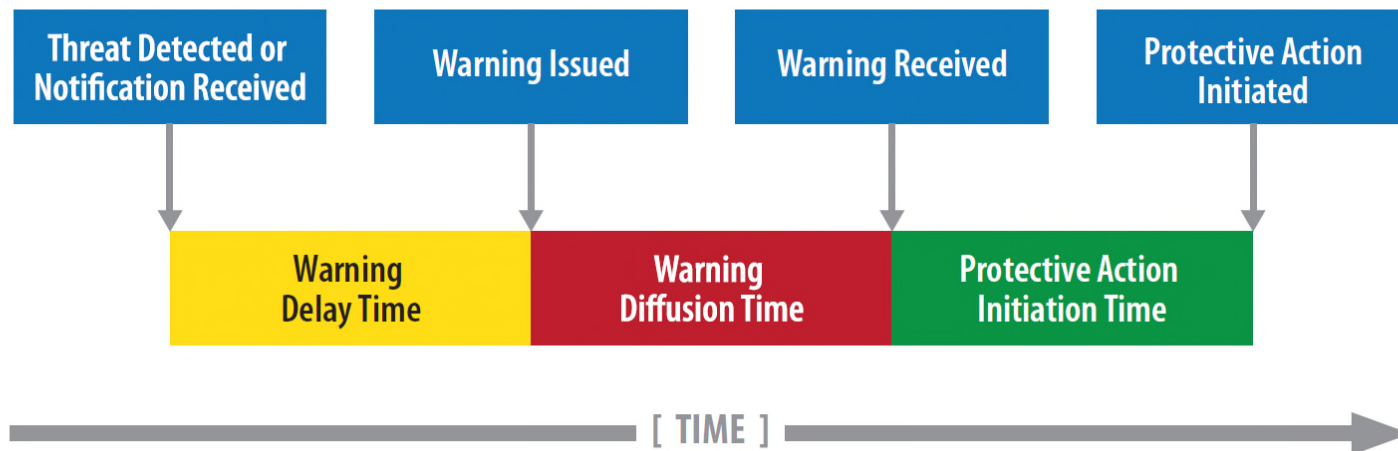 Threat Detected or
Notification Received
Warning Issued
Warning Received
Protective Action
Initiated
Warning
Delay Time
Warning
Diffusion Time
Protective Action
Initiation Time
[ TIME ]